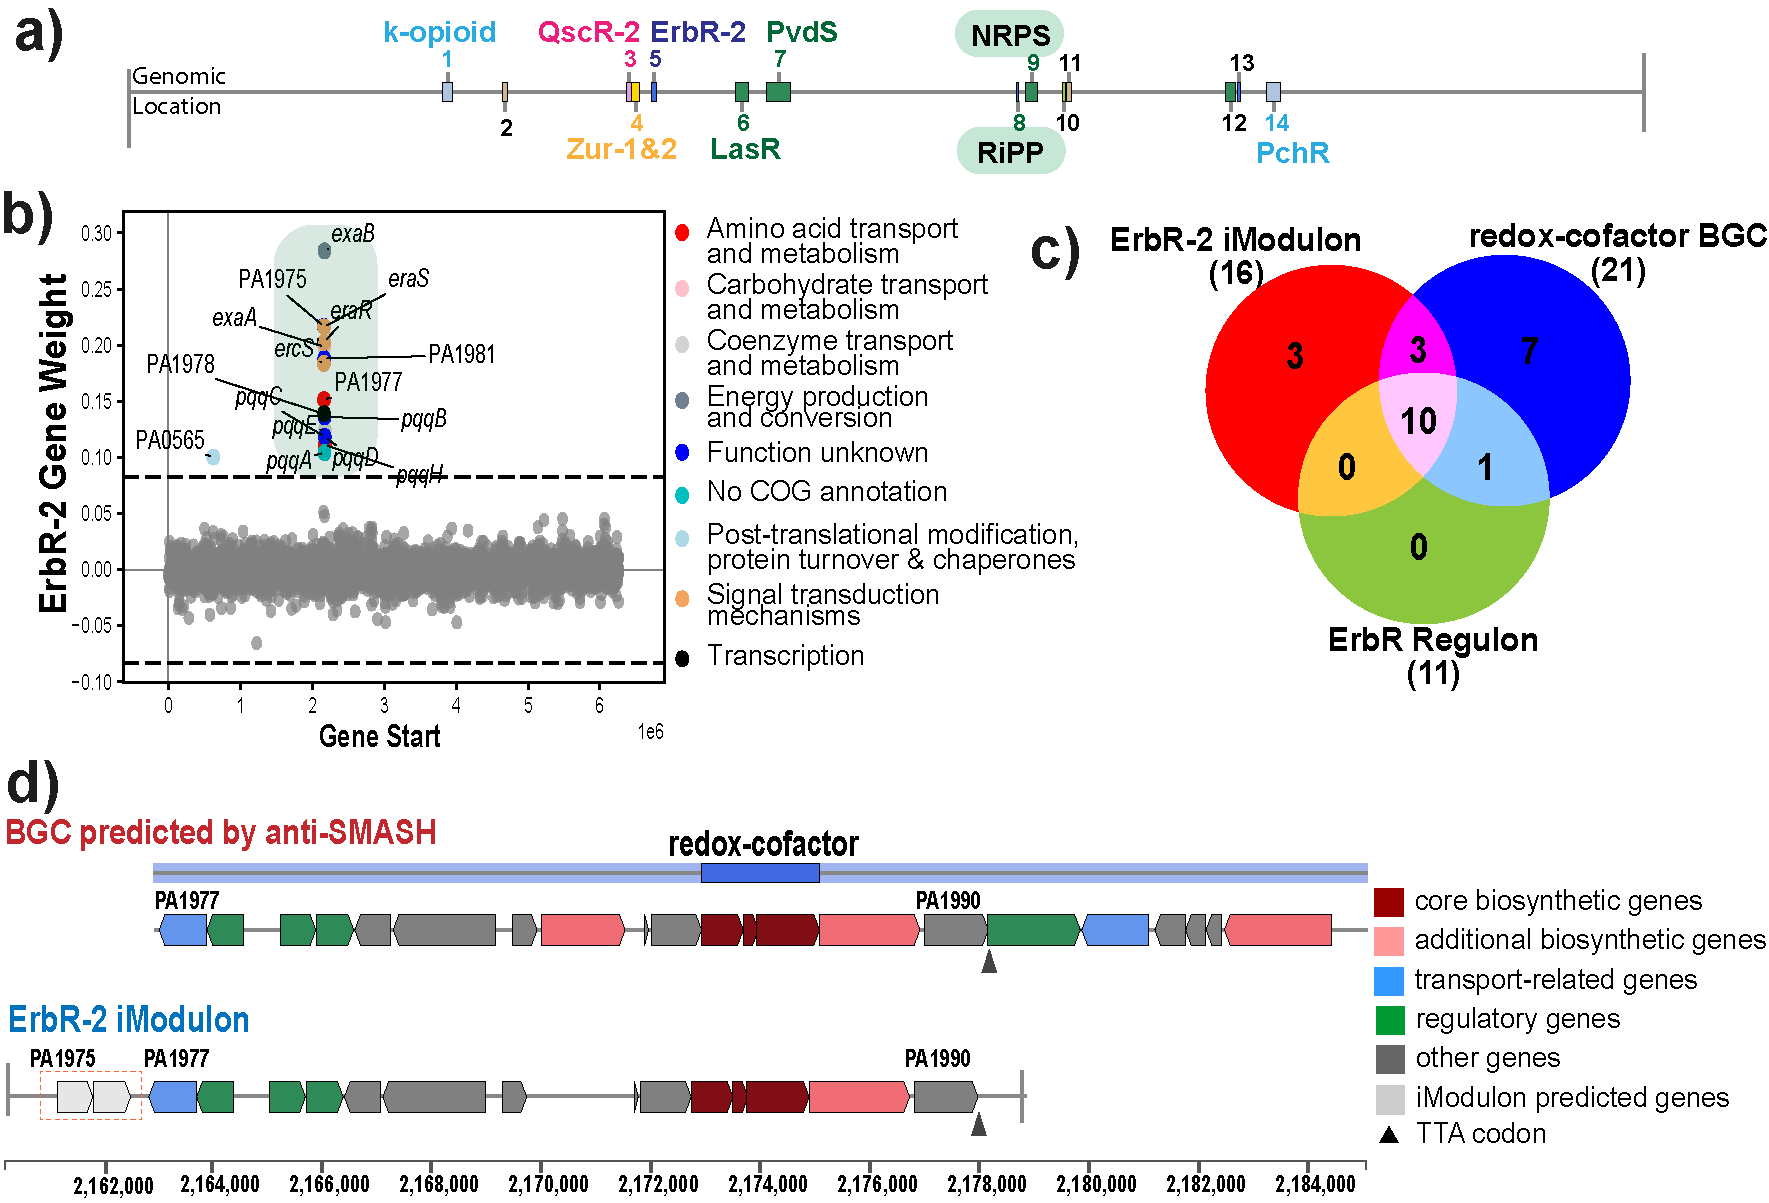 a)
k-opioid
QscR-2
ErbR-2
PvdS
NRPS
1
3
5
7
9
11
13
Genomic
Location
2
4
6
8
10
12
14
Zur-1&2
LasR
RiPP
PchR
b)
ErbR-2 Gene Weight
0.30
0.25
0.20
0.15
0.10
0.05
0.00
−0.05
−0.10
exaB
PA1975
eraS
exaA
eraR
ercS
PA1981
PA1978
PA1977
pqqC
pqqB
pqqE
PA0565
pqqA
pqqD
pqqH
0
1
2
3
4
5
6
1e6
Gene Start
Amino acid transport
and metabolism
Carbohydrate transport
and metabolism
Coenzyme transport
and metabolism
Energy production
and conversion
Function unknown
No COG annotation
Post-translational modification,
protein turnover & chaperones
Signal transduction
mechanisms
Transcription
c)
ErbR-2 iModulon
(16)
redox-cofactor BGC
(21)
3
3
7
10
0
1
0
ErbR Regulon
(11)
d)
BGC predicted by anti-SMASH
redox-cofactor
PA1977
PA1990
ErbR-2 iModulon
PA1975
PA1977
PA1990
2,162,000
2,164,000
2,166,000
2,168,000
2,170,000
2,172,000
2,174,000
2,176,000
2,178,000
2,180,000
2,182,000
2,184,000
core biosynthetic genes
additional biosynthetic genes
transport-related genes
regulatory genes
other genes
iModulon predicted genes
TTA codon